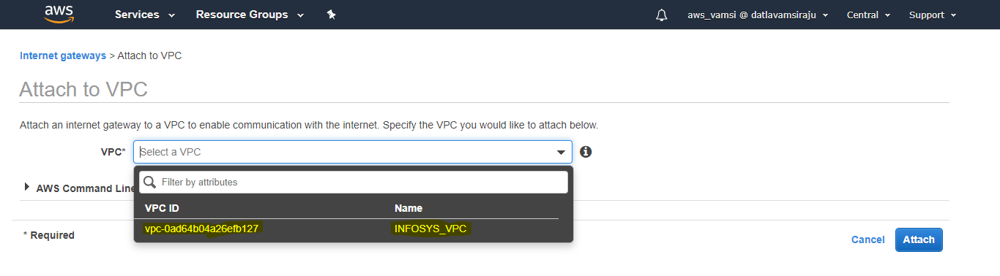 aws Services Resource Groups aws_vamsi @ datlavamsiraju Central Support
Internet gateways > Attach to VPC
Attach to VPC
Attach an internet gateway to a VPC to enable communication with the internet. Specify the VPC you would like to attach below.
VPC* Select a VPC
Filter by attributes
AWS Command Line
VPC ID Name
vpc-0ad64b04a26efb127 INFOSYS_VPC
* Required
Cancel Attach